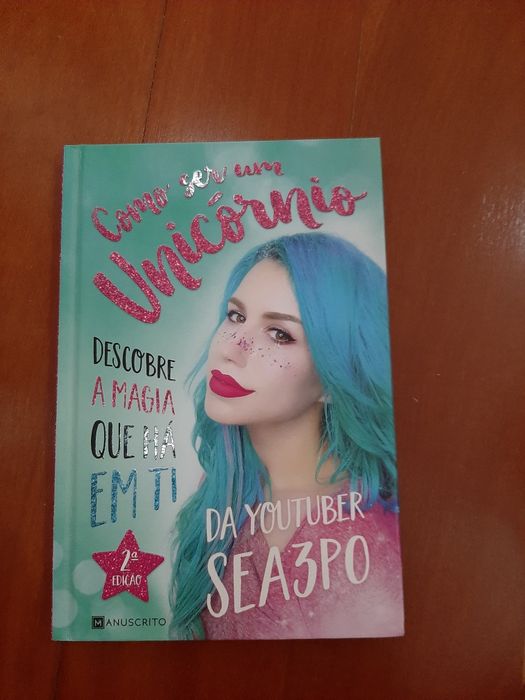 Como ser um
Unicórnio
DESCOBRE
A MAGIA
QUE HÁ
EM TI
DA YOUTUBER
SEA3PO
2ª
EDIÇÃO
M MANUSCRITO